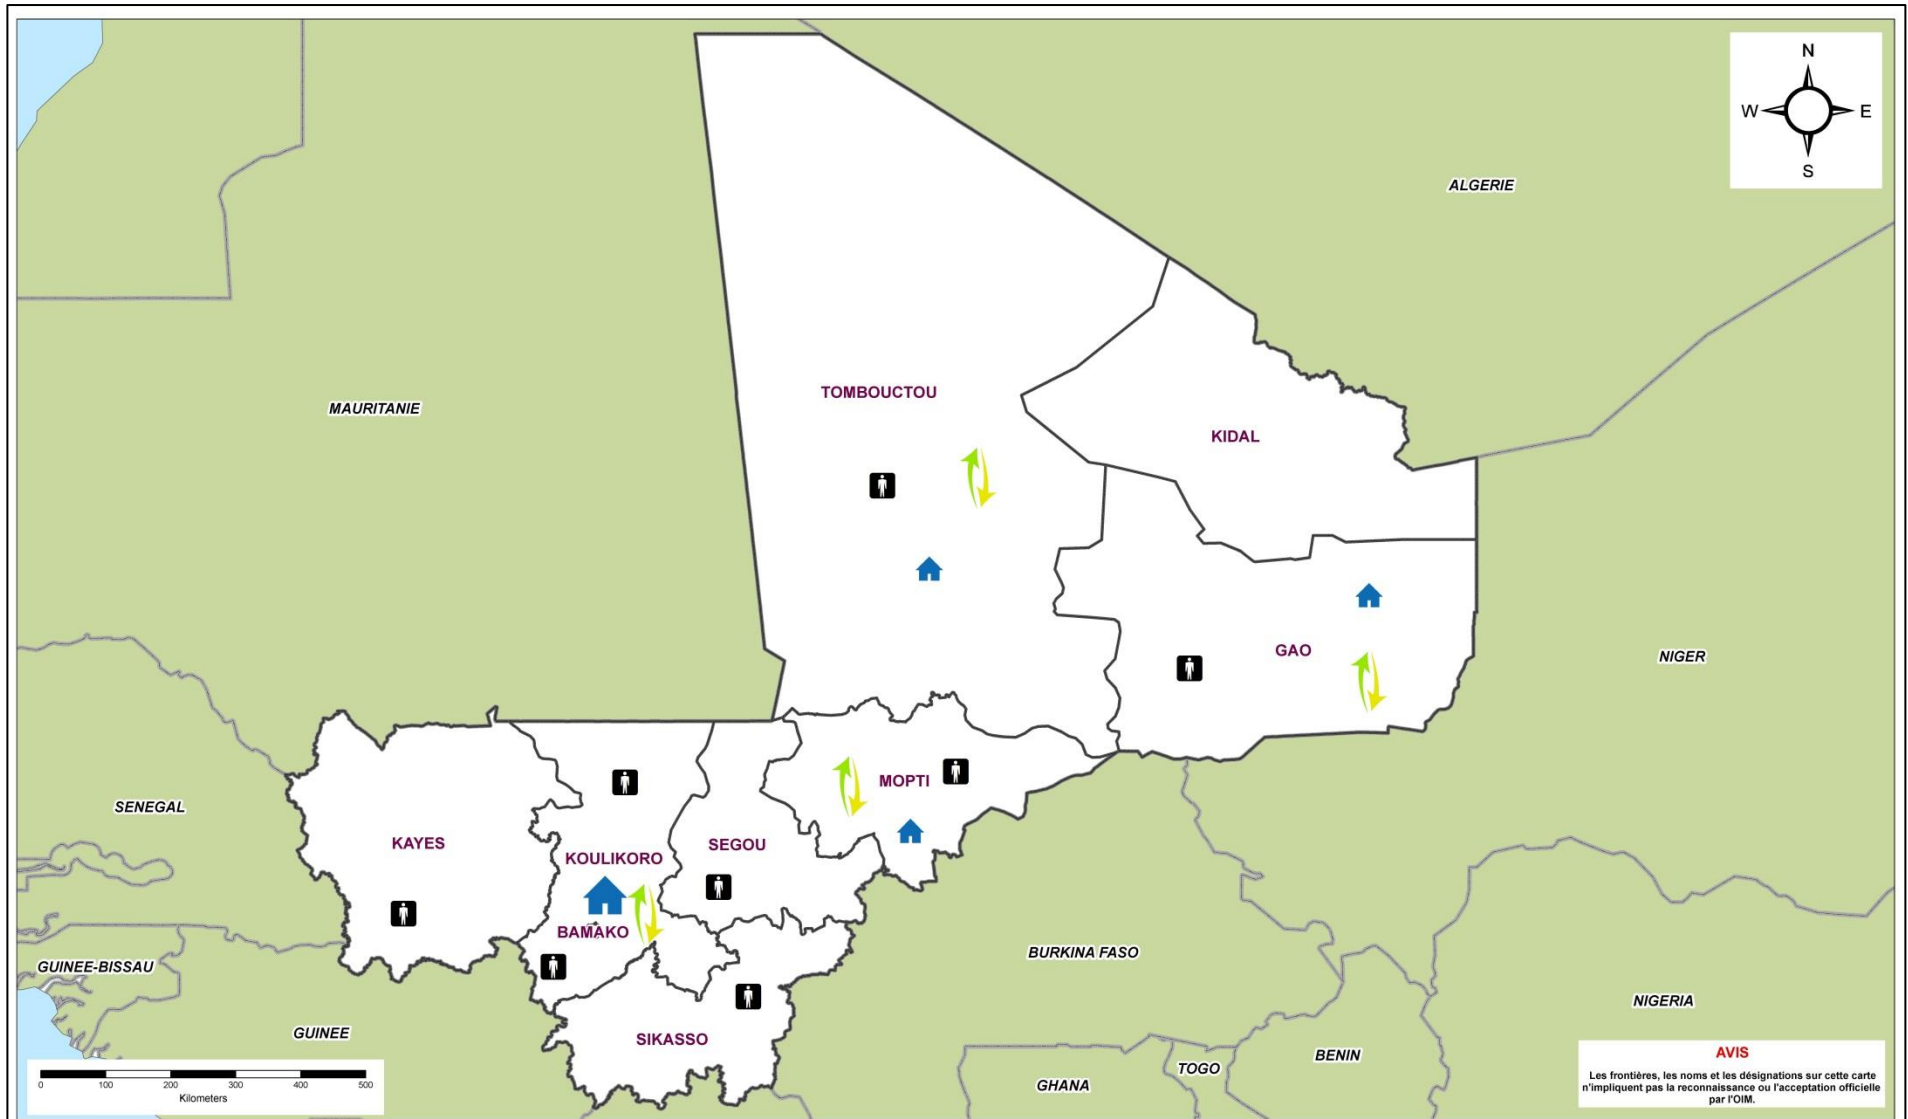 N
W E
S
ALGERIE
TOMBOUCTOU
MAURITANIE
KIDAL
GAO
NIGER
MOPTI
SENEGAL
KAYES
SEGOU
KOULIKORO
BAMAKO
BURKINA FASO
GUINEE-BISSAU
NIGERIA
GUINEE
SIKASSO
BENIN
TOGO
GHANA
0 100 200 300 400 500
Kilometers
AVIS
Les frontières, les noms et les désignations sur cette carte
n'impliquent pas la reconnaissance ou l'acceptation officielle
par l'OIM.